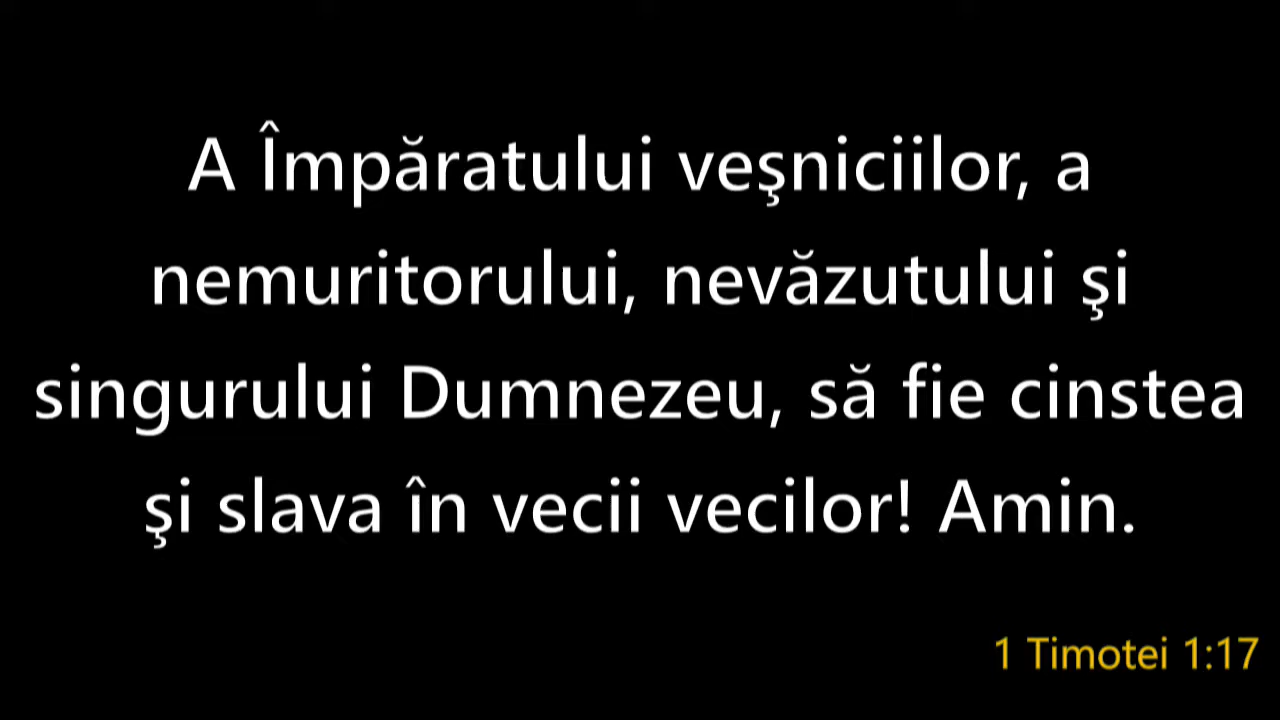 A Împăratului veşniciilor, a
nemuritorului, nevăzutului şi
singurului Dumnezeu, să fie cinstea
şi slava în vecii vecilor! Amin.
1 Timotei 1:17